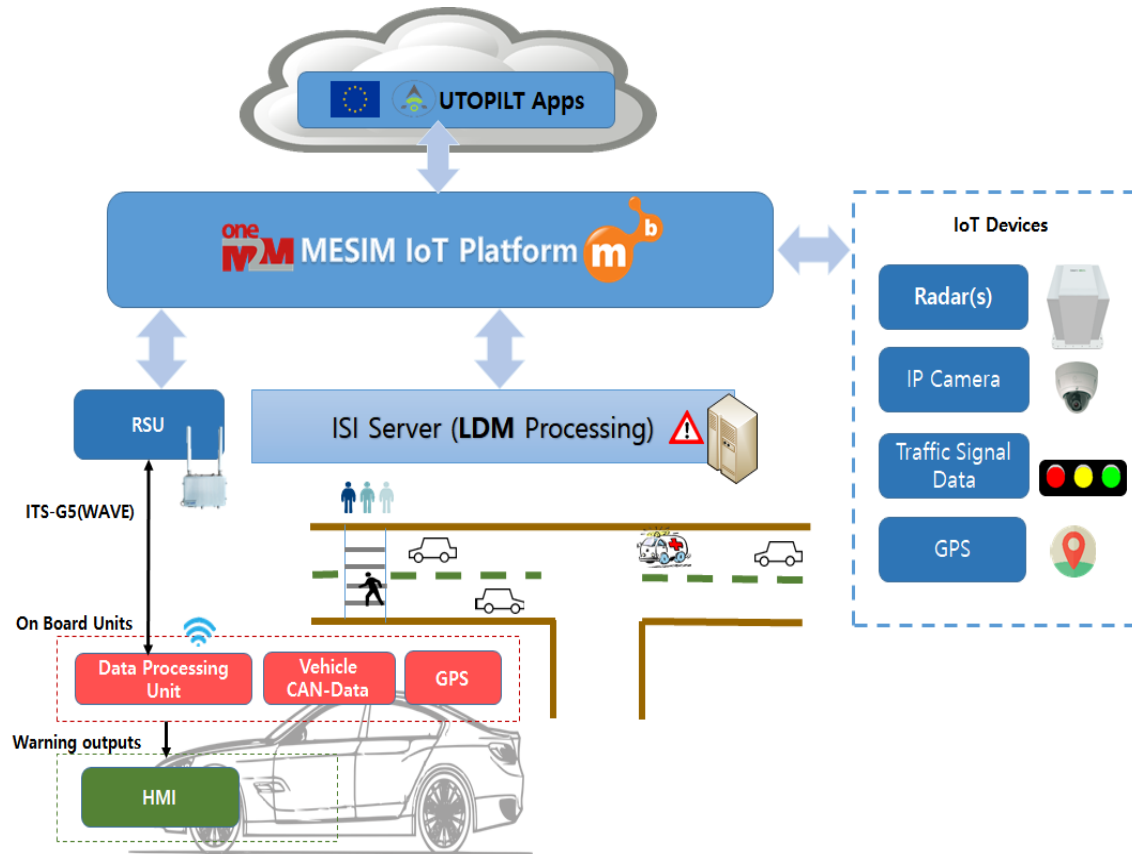 UTOPILT Apps
one
M2M
MESIM IoT Platform
m
b
IoT Devices
Radar(s)
IP Camera
Traffic Signal
Data
GPS
RSU
ISI Server (LDM Processing)
!
ITS-G5(WAVE)
On Board Units
Data Processing
Unit
Vehicle
CAN-Data
GPS
Warning outputs
HMI